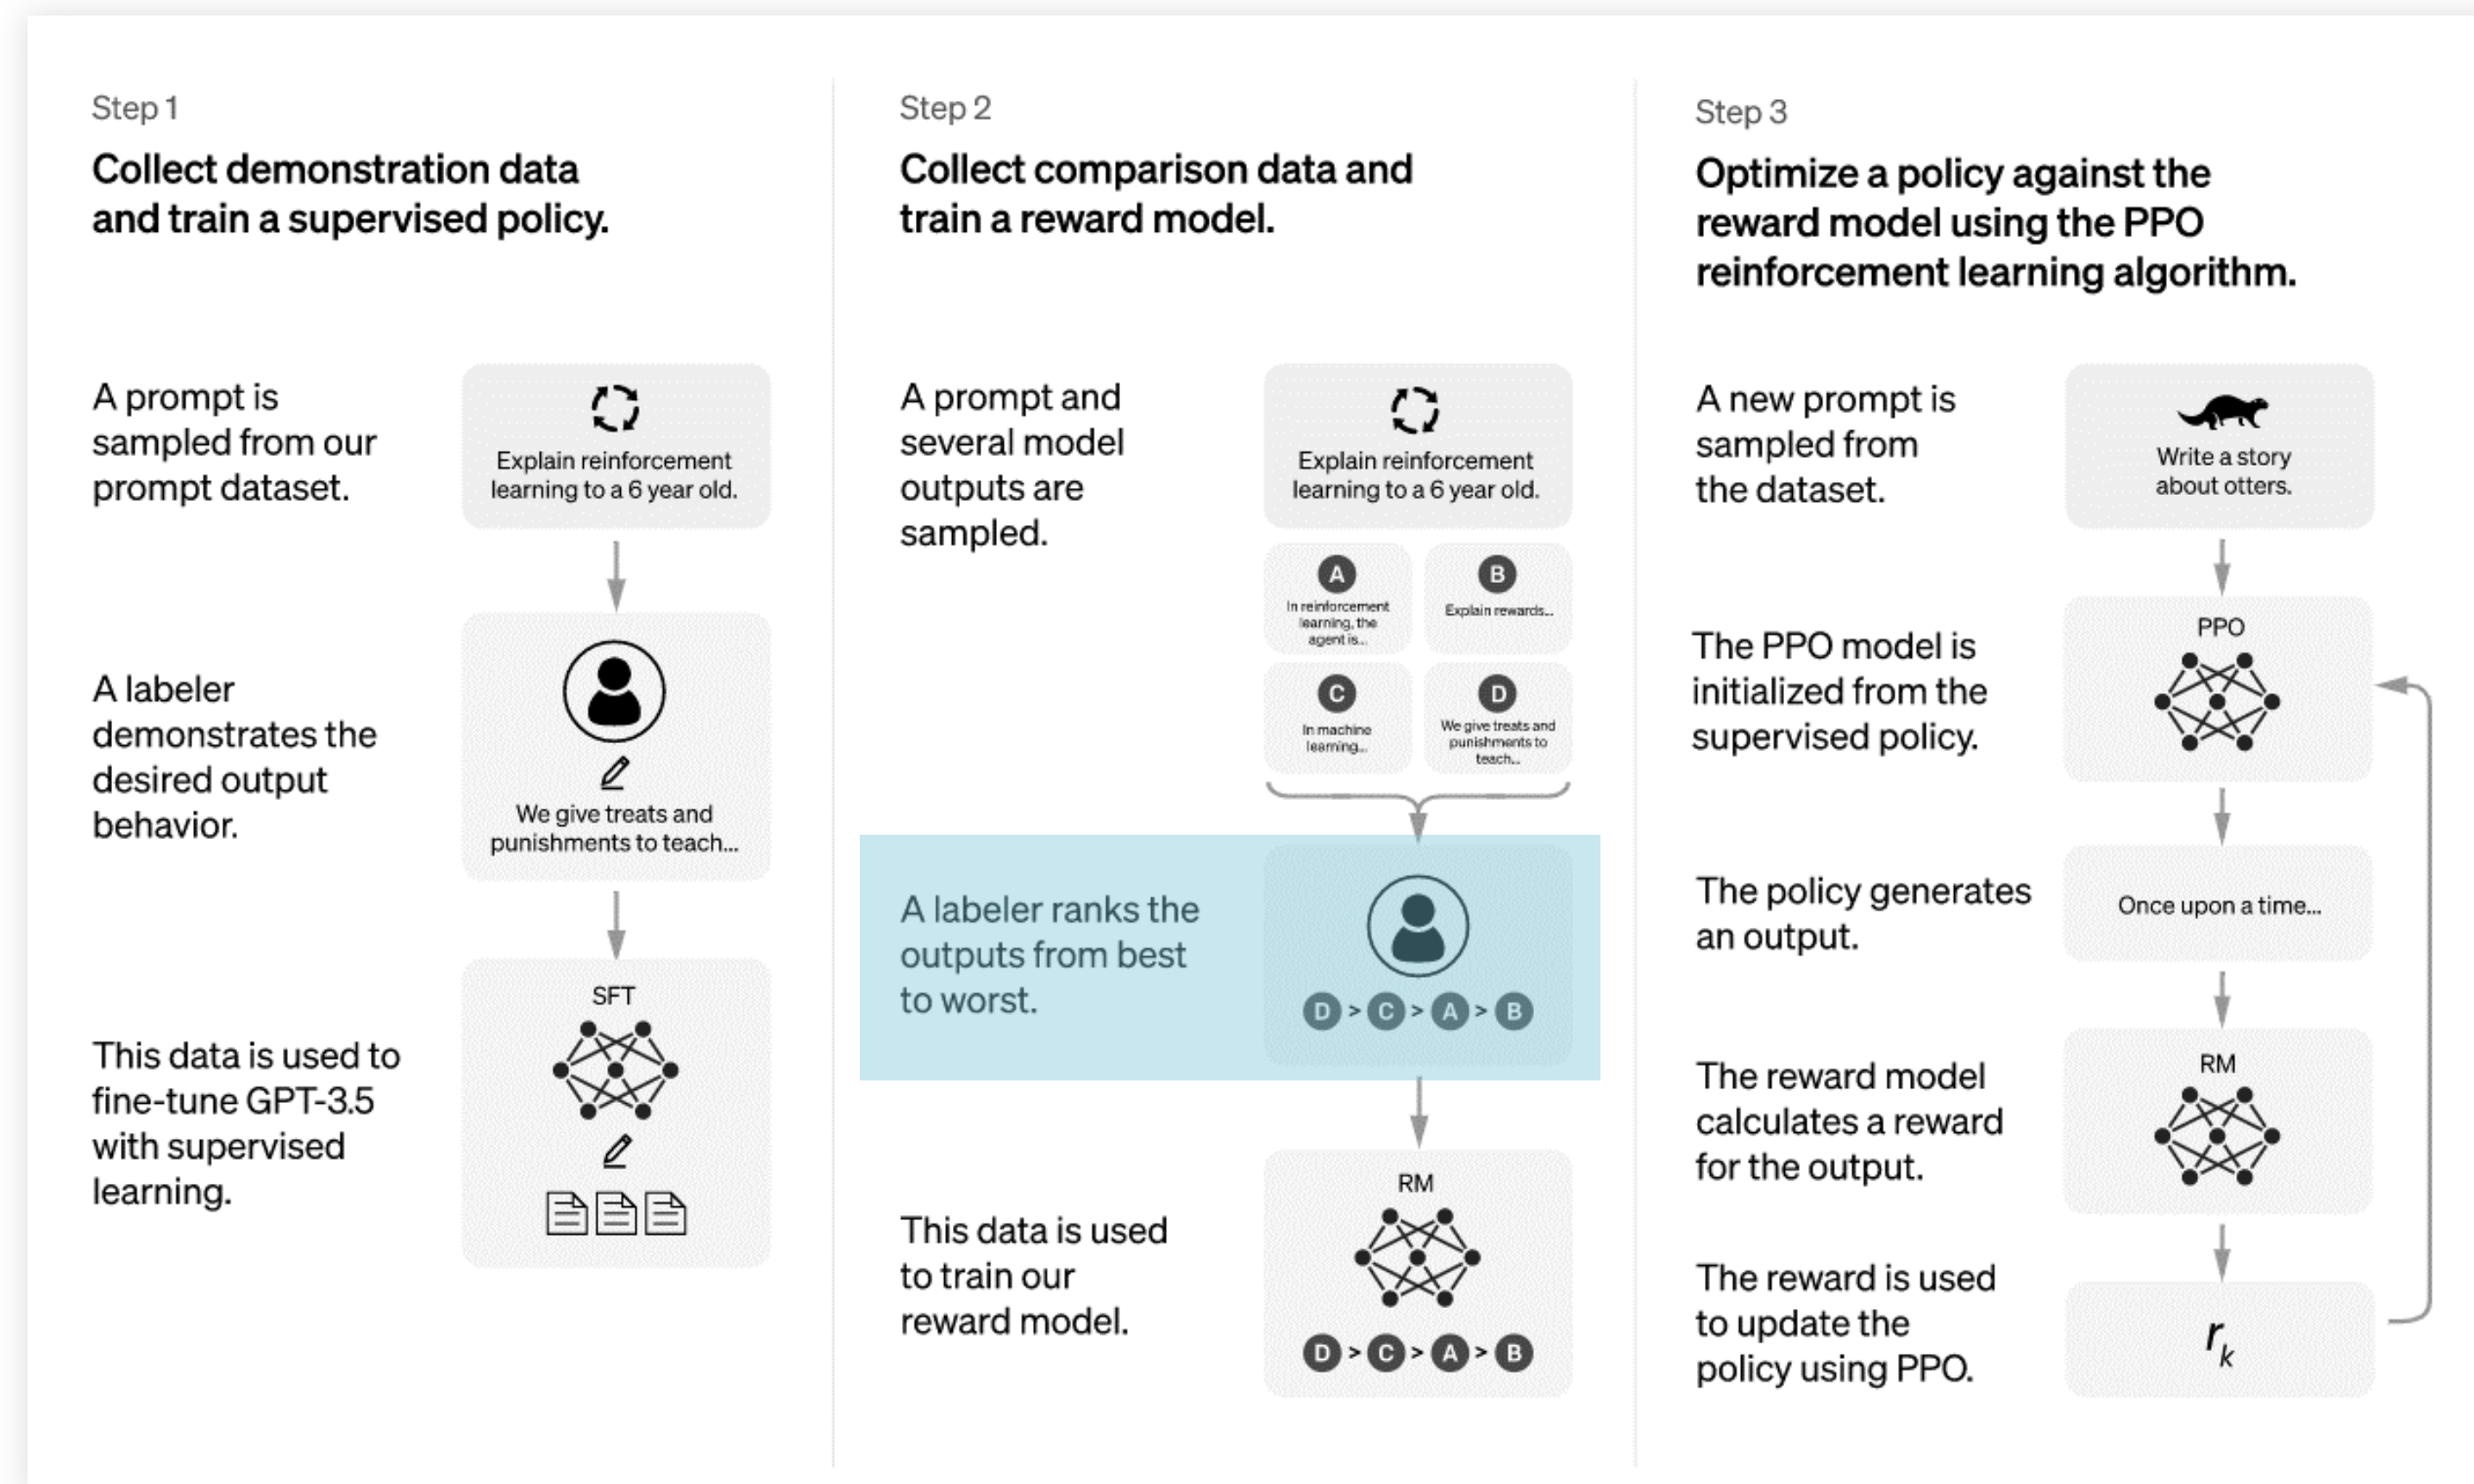 Step 1
Collect demonstration data
and train a supervised policy.
A prompt is
sampled from our
prompt dataset.
Explain reinforcement
learning to a 6 year old.
A labeler
demonstrates the
desired output
behavior.
We give treats and
punishments to teach...
This data is used to
fine-tune GPT-3.5
with supervised
learning.
SFT
Step 2
Collect comparison data and
train a reward model.
A prompt and
several model
outputs are
sampled.
Explain reinforcement
learning to a 6 year old.
A
In reinforcement
learning, the
agent is...
B
Explain rewards...
C
In machine
learning...
D
We give treats and
punishments to
teach...
A labeler ranks the
outputs from best
to worst.
D > C > A > B
This data is used
to train our
reward model.
RM
D > C > A > B
Step 3
Optimize a policy against the
reward model using the PPO
reinforcement learning algorithm.
A new prompt is
sampled from
the dataset.
Write a story
about otters.
The PPO model is
initialized from the
supervised policy.
PPO
The policy generates
an output.
Once upon a time...
The reward model
calculates a reward
for the output.
RM
The reward is used
to update the
policy using PPO.
r_k